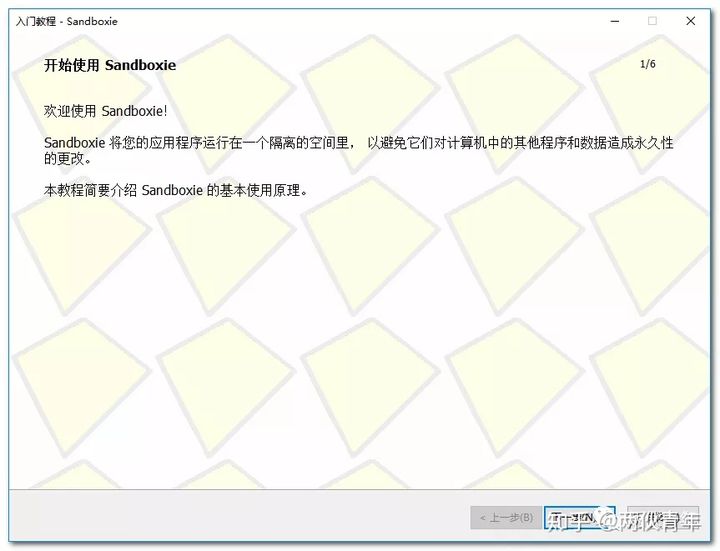 入门教程 - Sandboxie
开始使用 Sandboxie
1/6
欢迎使用 Sandboxie!
Sandboxie 将您的应用程序运行在一个隔离的空间里， 以避免它们对计算机中的其他程序和数据造成永久性
的更改。
本教程简要介绍 Sandboxie 的基本使用原理。
< 上一步(B)
知乎 @两仪青年